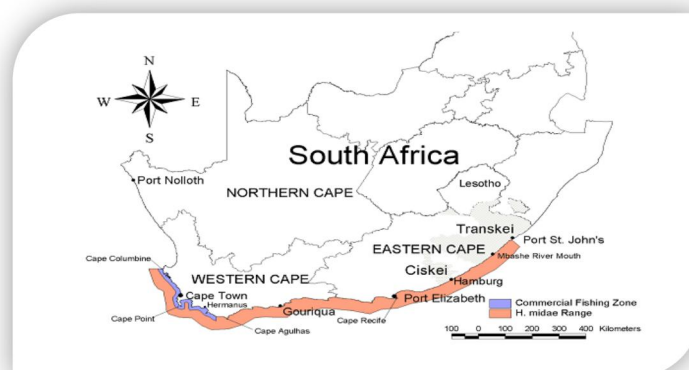 N
W E
S
South Africa
Port Nolloth
NORTHERN CAPE
Lesotho
Transkei
Port St. John's
EASTERN CAPE
Mbashe River Mouth
Cape Columbine
WESTERN CAPE
Ciskei
Hamburg
Cape Town
Hermanus
Port Elizabeth
Gouriqua
Cape Point
Cape Recife
Cape Agulhas
Commercial Fishing Zone
H. midae Range
100 0 100 200 300 400 Kilometers